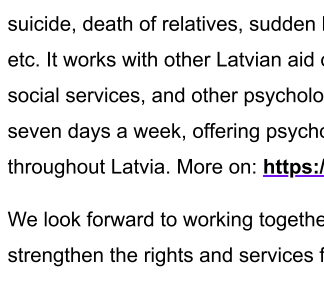 suicide, death of relatives, sudden
etc. It works with other Latvian aid
social services, and other psycholo
seven days a week, offering psycho
throughout Latvia. More on: https:/
We look forward to working togethe
strengthen the rights and services f